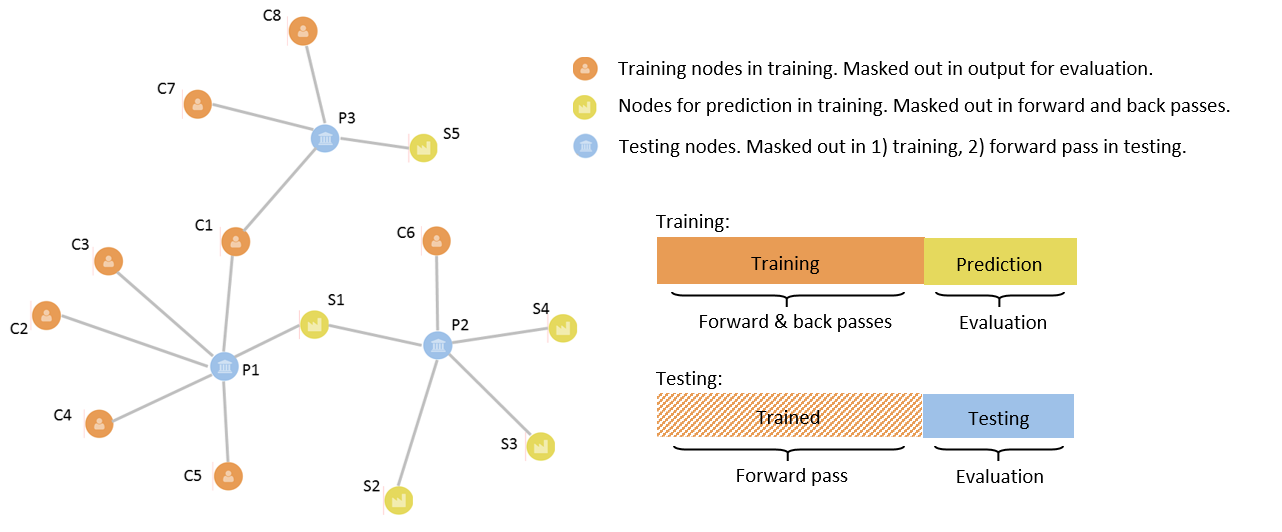 C8
C7
P3
S5
C1
C3
C6
C2
S1
S4
P2
P1
C4
S3
C5
S2
Training nodes in training. Masked out in output for evaluation.
Nodes for prediction in training. Masked out in forward and back passes.
Testing nodes. Masked out in 1) training, 2) forward pass in testing.
Training:
Training
Prediction
Forward & back passes
Evaluation
Testing:
Trained
Testing
Forward pass
Evaluation